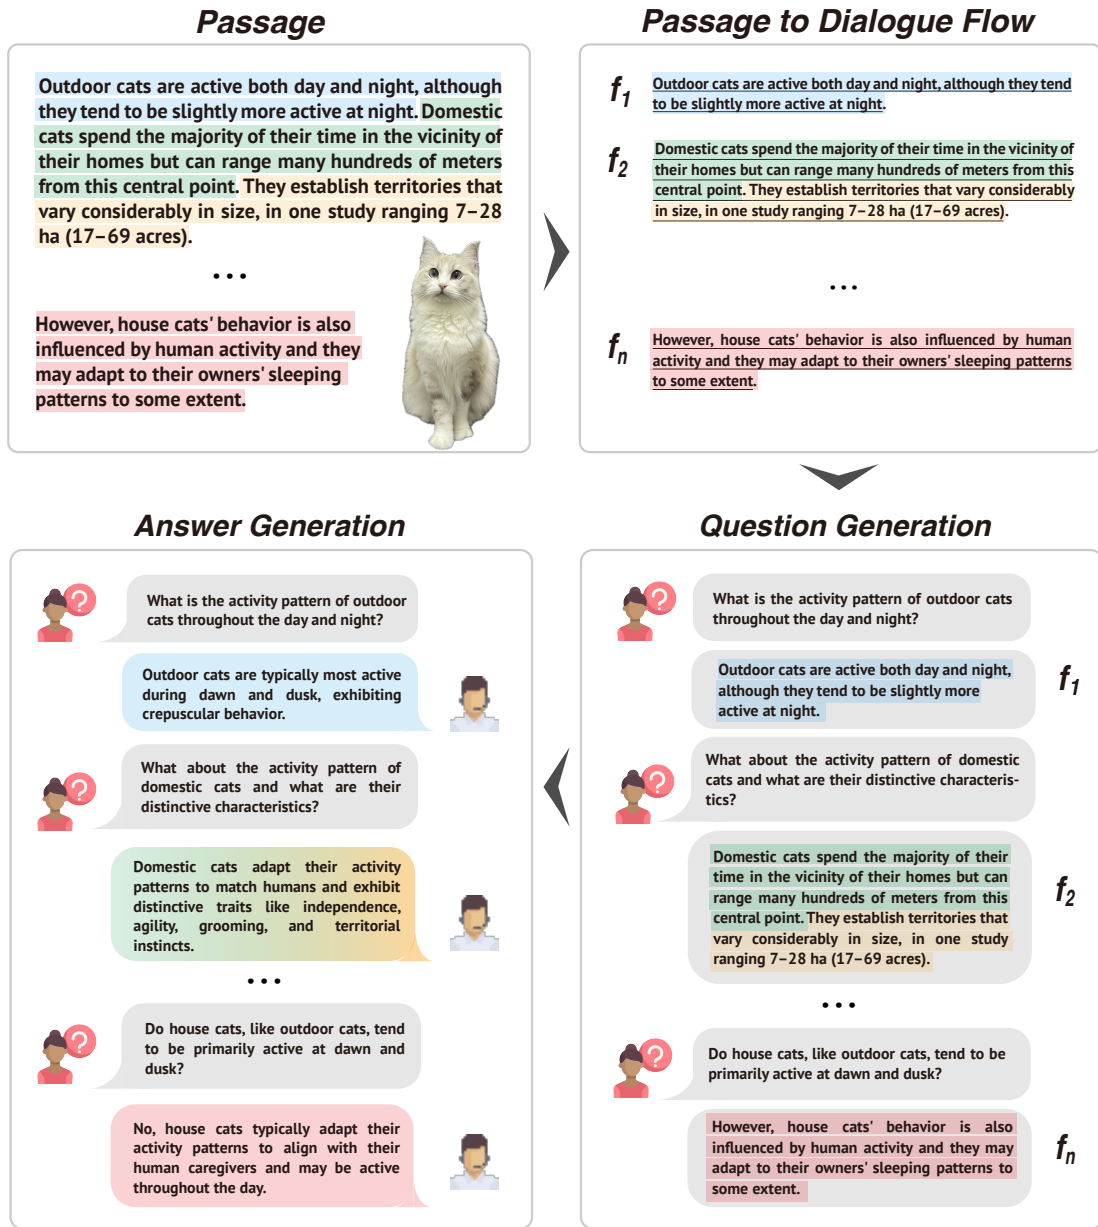 Passage
Outdoor cats are active both day and night, although
they tend to be slightly more active at night. Domestic
cats spend the majority of their time in the vicinity of
their homes but can range many hundreds of meters
from this central point. They establish territories that
vary considerably in size, in one study ranging 7–28
ha (17–69 acres).
...
However, house cats' behavior is also
influenced by human activity and they
may adapt to their owners' sleeping
patterns to some extent.
Passage to Dialogue Flow
f1
Outdoor cats are active both day and night, although they tend
to be slightly more active at night.
f2
Domestic cats spend the majority of their time in the vicinity of
their homes but can range many hundreds of meters from this
central point. They establish territories that vary considerably
in size, in one study ranging 7–28 ha (17–69 acres).
...
fn
However, house cats' behavior is also influenced by human
activity and they may adapt to their owners' sleeping patterns
to some extent.
Question Generation
What is the activity pattern of outdoor cats
throughout the day and night?
Outdoor cats are active both day and night,
although they tend to be slightly more
active at night.
f1
What about the activity pattern of domestic
cats and what are their distinctive characteris-
tics?
Domestic cats spend the majority of their
time in the vicinity of their homes but can
range many hundreds of meters from this
central point. They establish territories that
vary considerably in size, in one study
ranging 7–28 ha (17–69 acres).
f2
...
Do house cats, like outdoor cats, tend to be
primarily active at dawn and dusk?
However, house cats' behavior is also
influenced by human activity and they may
adapt to their owners' sleeping patterns to
some extent.
fn
Answer Generation
?
What is the activity pattern of outdoor
cats throughout the day and night?
Outdoor cats are typically most active
during dawn and dusk, exhibiting
crepuscular behavior.
?
What about the activity pattern of
domestic cats and what are their
distinctive characteristics?
Domestic cats adapt their activity
patterns to match humans and exhibit
distinctive traits like independence,
agility, grooming, and territorial
instincts.
...
?
Do house cats, like outdoor cats, tend
to be primarily active at dawn and
dusk?
No, house cats typically adapt their
activity patterns to align with their
human caregivers and may be active
throughout the day.